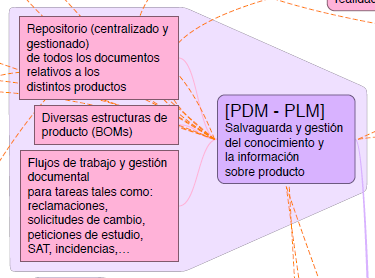 Repositorio (centralizado y
gestionado)
de todos los documentos
relativos a los
distintos productos
Diversas estructuras de
producto (BOMs)
Flujos de trabajo y gestión
documental
para tareas tales como:
reclamaciones,
solicitudes de cambio,
peticiones de estudio,
SAT, incidencias,...
[PDM - PLM]
Salvaguarda y gestión
del conocimiento y
la información
sobre producto